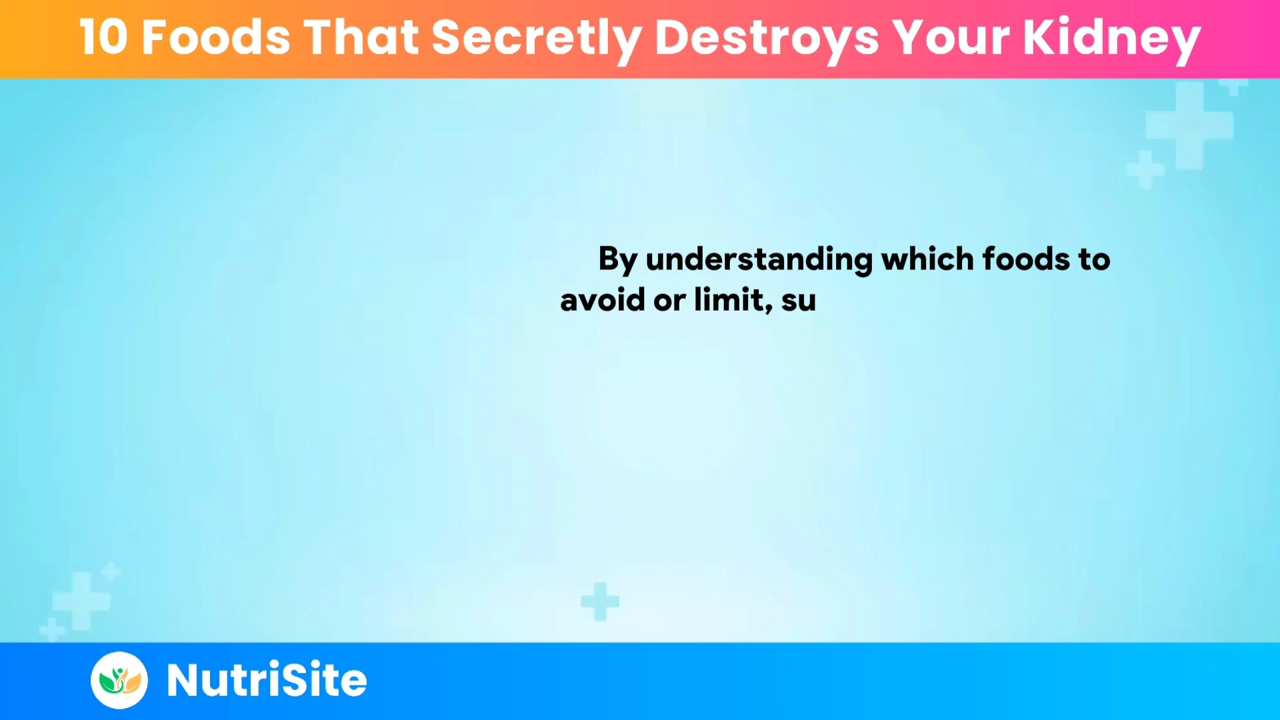 10 Foods That Secretly Destroys Your Kidney
By understanding which foods to
avoid or limit, su
NutriSite